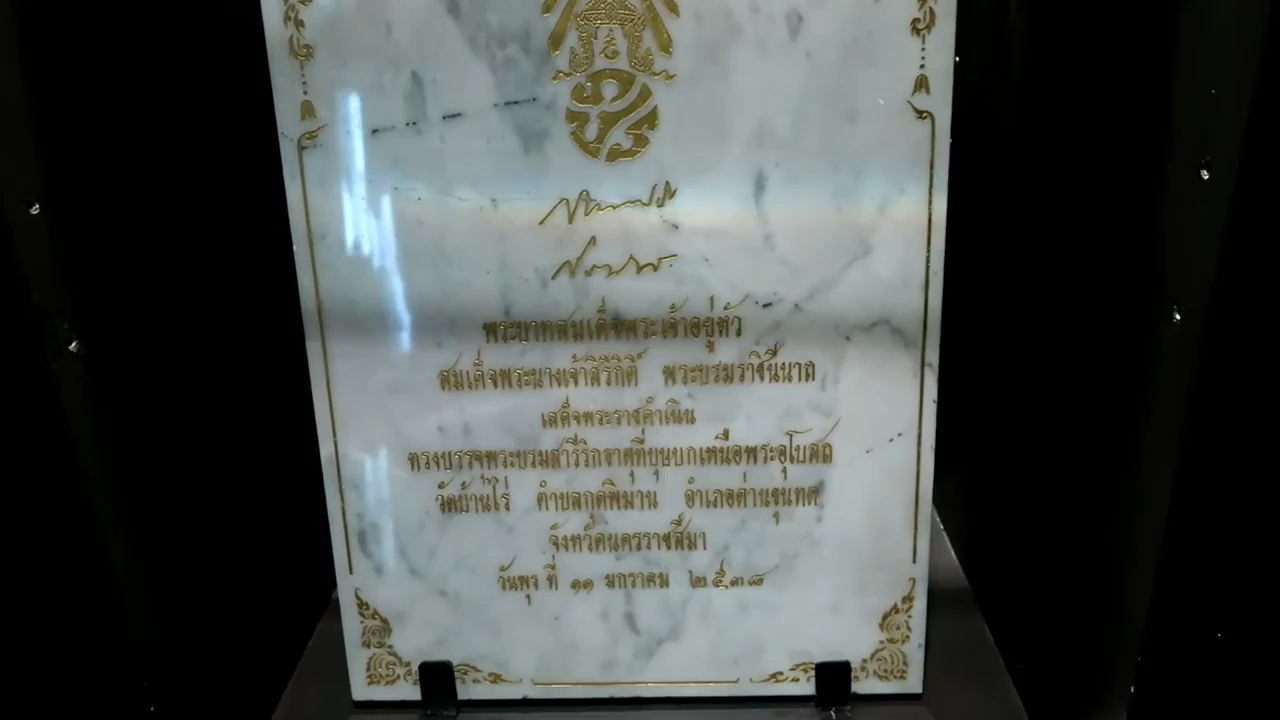 พระบาทสมเด็จพระเจ้าอยู่หัว
สมเด็จพระนางเจ้าสิริกิติ์ พระบรมราชินีนาถ
เสด็จพระราชดำเนิน
ทรงบรรจุพระบรมสารีริกธาตุที่บุษบกเหนือพระอุโบสถ
วัดบ้านไร่ ตำบลกุดพิมาน อำเภอด่านขุนทด
จังหวัดนครราชสีมา
วันพุธ ที่ ๑๑ มกราคม ๒๕๓๘